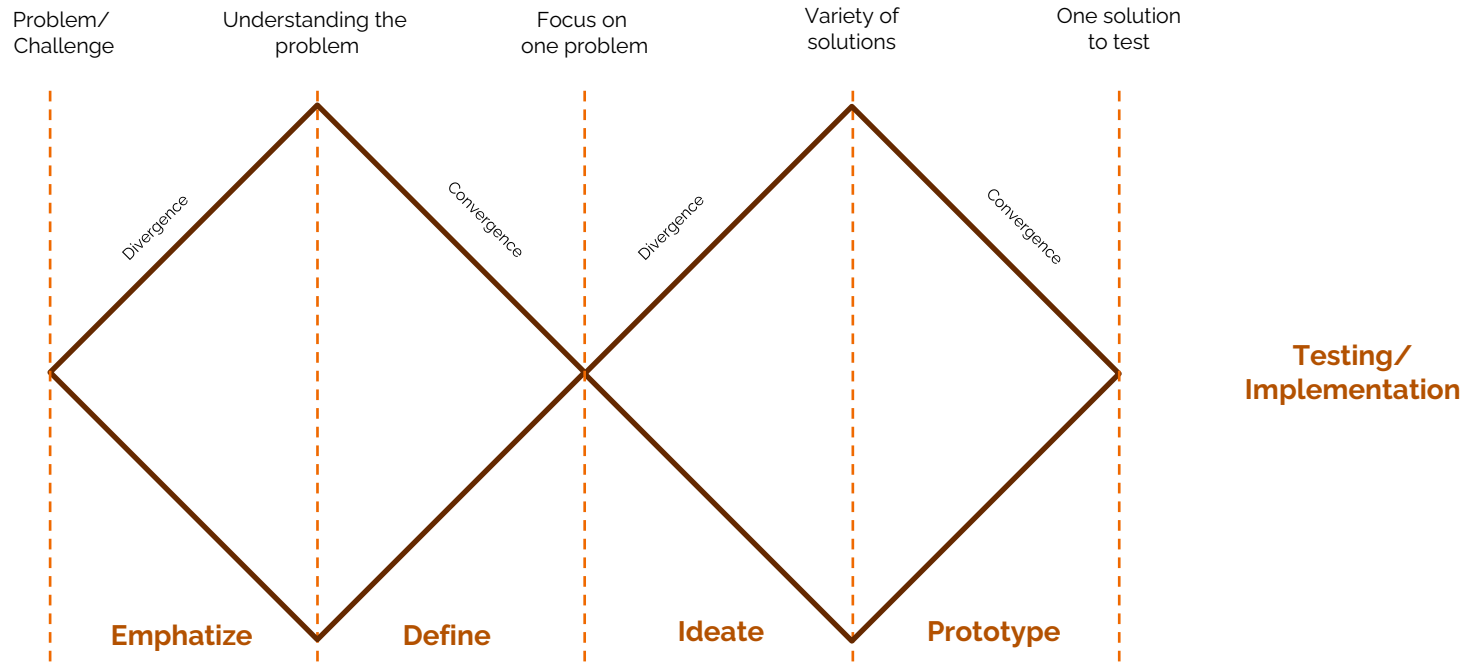 Problem/
Challenge
Understanding the
problem
Focus on
one problem
Variety of
solutions
One solution
to test
Divergence
Convergence
Divergence
Convergence
Testing/
Implementation
Emphatize
Define
Ideate
Prototype